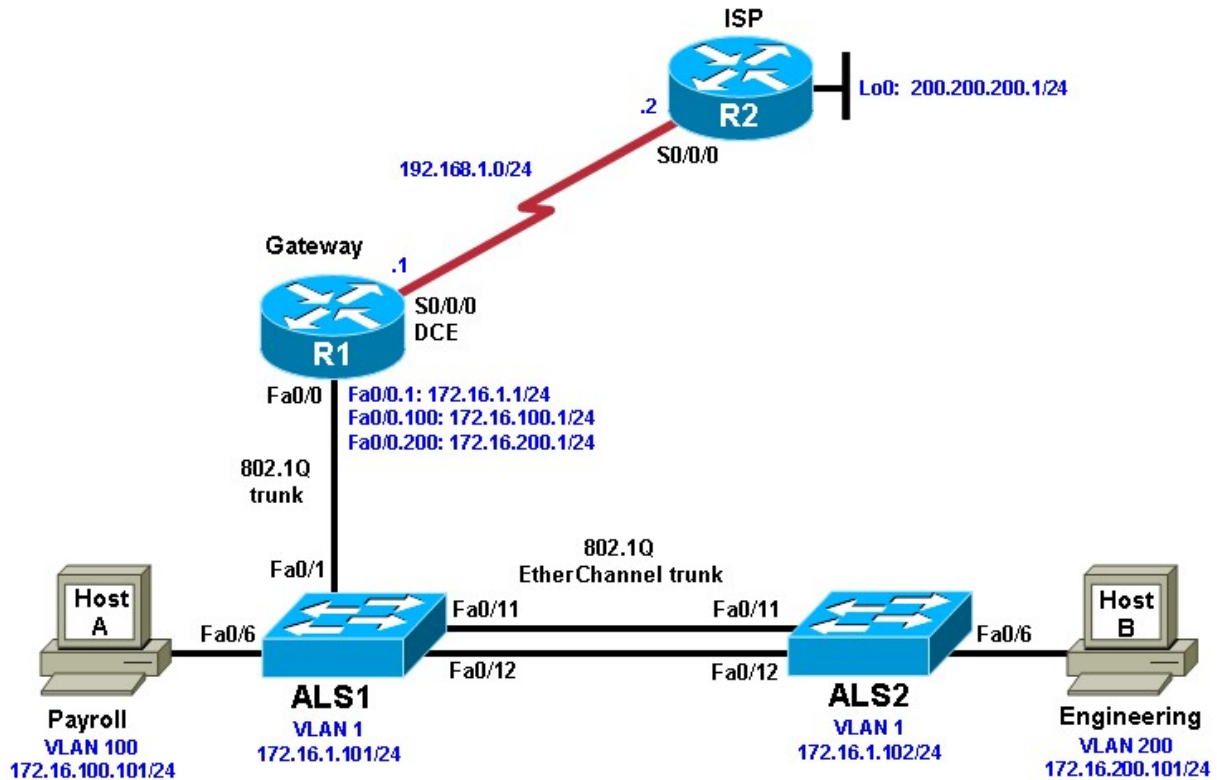 ISP
R2
Lo0: 200.200.200.1/24
.2
S0/0/0
192.168.1.0/24
Gateway
.1
S0/0/0
DCE
R1
Fa0/0
Fa0/0.1: 172.16.1.1/24
Fa0/0.100: 172.16.100.1/24
Fa0/0.200: 172.16.200.1/24
802.1Q
trunk
802.1Q
EtherChannel trunk
Fa0/1
Host
A
Fa0/6
Fa0/11
Fa0/11
Fa0/12
Fa0/12
Fa0/6
Host
B
Payroll
VLAN 100
172.16.100.101/24
ALS1
VLAN 1
172.16.1.101/24
ALS2
VLAN 1
172.16.1.102/24
Engineering
VLAN 200
172.16.200.101/24